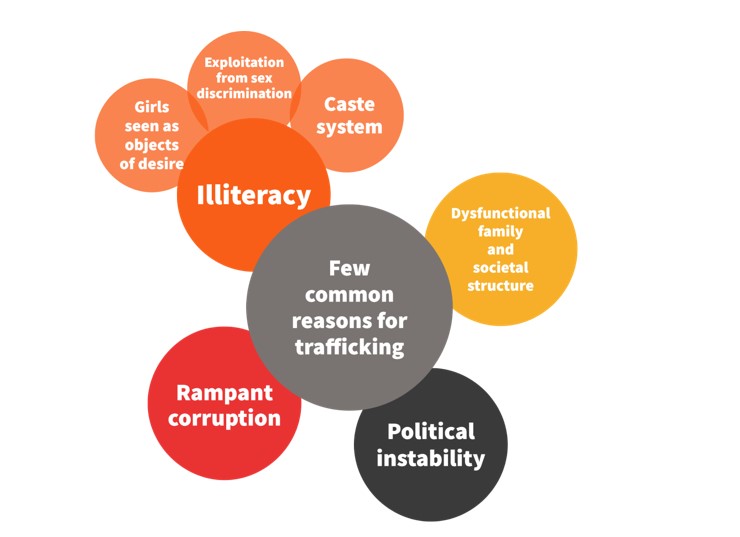 Exploitation
from sex
discrimination
Girls
seen as
objects
of desire
Caste
system
Illiteracy
Dysfunctional
family
and
societal
structure
Few
common
reasons for
trafficking
Rampant
corruption
Political
instability